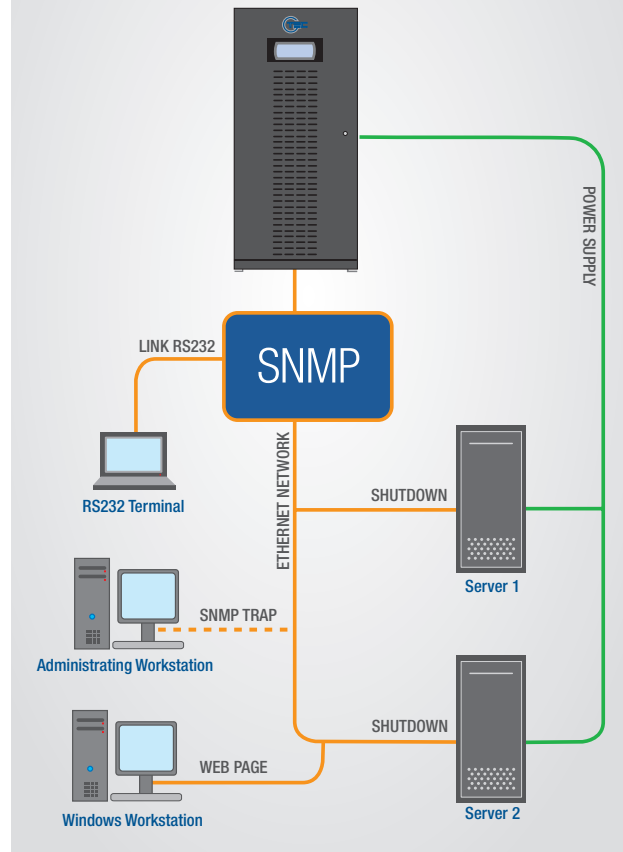 POWER SUPPLY
LINK RS232
SNMP
RS232 Terminal
ETHERNET NETWORK
SHUTDOWN
Server 1
SNMP TRAP
Administrating Workstation
SHUTDOWN
WEB PAGE
Windows Workstation
Server 2